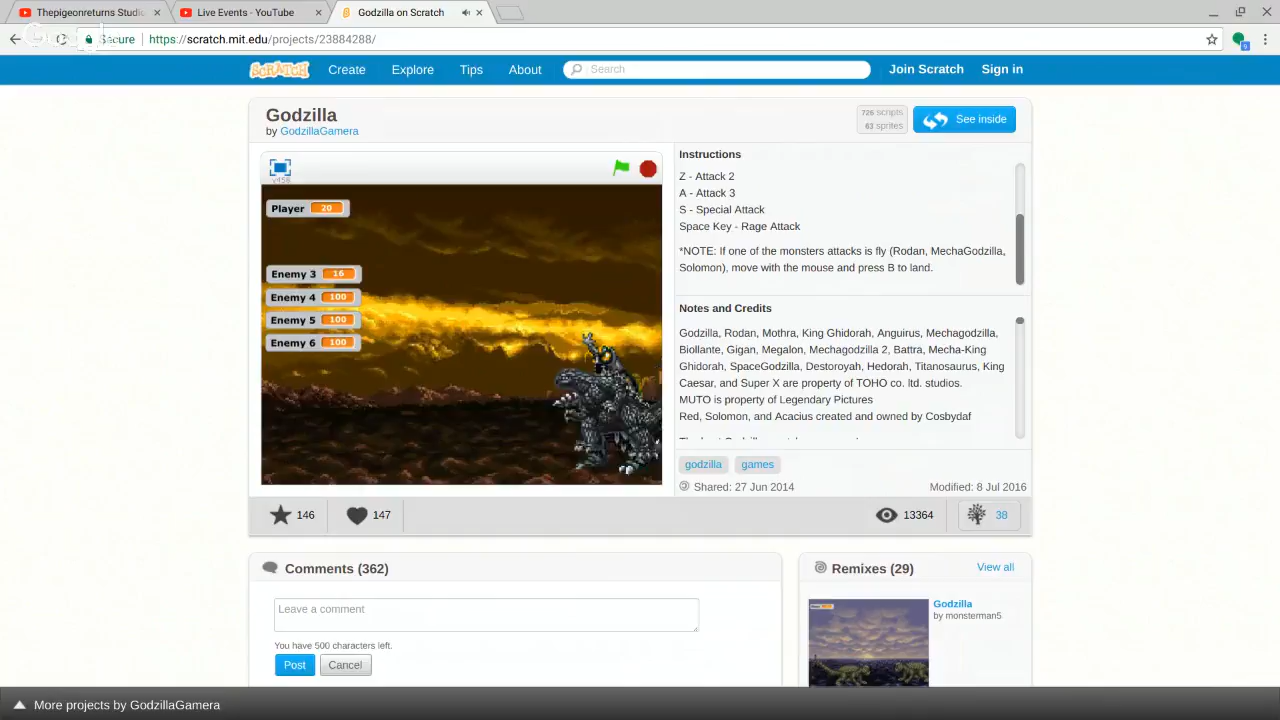 Thepigeonreturns Studio
Live Events - YouTube
Godzilla on Scratch
Secure
https://scratch.mit.edu/projects/23884288/
SCRATCH
Create
Explore
Tips
About
Search
Join Scratch
Sign in
Godzilla
by GodzillaGamera
726 scripts
63 sprites
See inside
v458
Player 20
Enemy 3 16
Enemy 4 100
Enemy 5 100
Enemy 6 100
Instructions
Z - Attack 2
A - Attack 3
S - Special Attack
Space Key - Rage Attack
*NOTE: If one of the monsters attacks is fly (Rodan, MechaGodzilla,
Solomon), move with the mouse and press B to land.
Notes and Credits
Godzilla, Rodan, Mothra, King Ghidorah, Anguirus, Mechagodzilla,
Biollante, Gigan, Megalon, Mechagodzilla 2, Battra, Mecha-King
Ghidorah, SpaceGodzilla, Destoroyah, Hedorah, Titanosaurus, King
Caesar, and Super X are property of TOHO co. ltd. studios.
MUTO is property of Legendary Pictures
Red, Solomon, and Acacius created and owned by Cosbydaf
godzilla
games
Shared: 27 Jun 2014
Modified: 8 Jul 2016
146
147
13364
38
Comments (362)
Leave a comment
You have 500 characters left.
Post
Cancel
Remixes (29)
View all
Godzilla
by monsterman5
More projects by GodzillaGamera